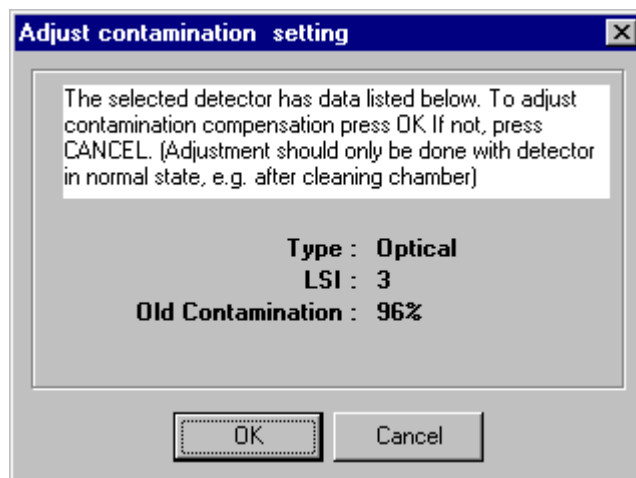 Adjust contamination  setting
The selected detector has data listed below. To adjust
contamination compensation press OK If not, press
CANCEL. (Adjustment should only be done with detector
in normal state, e.g. after cleaning chamber)
Type : Optical
LSI : 3
Old Contamination : 96%
OK Cancel